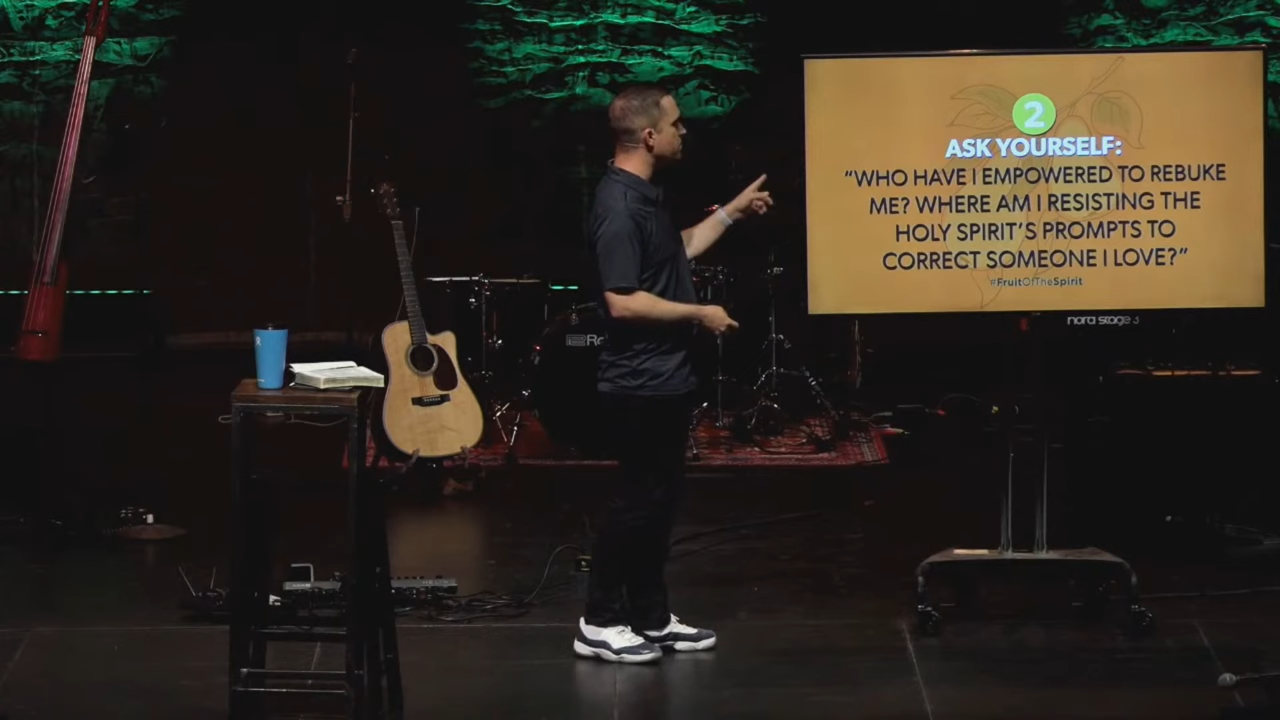 2
ASK YOURSELF:
“WHO HAVE I EMPOWERED TO REBUKE
ME? WHERE AM I RESISTING THE
HOLY SPIRIT’S PROMPTS TO
CORRECT SOMEONE I LOVE?”
#FruitOfTheSpirit
nord stage 3